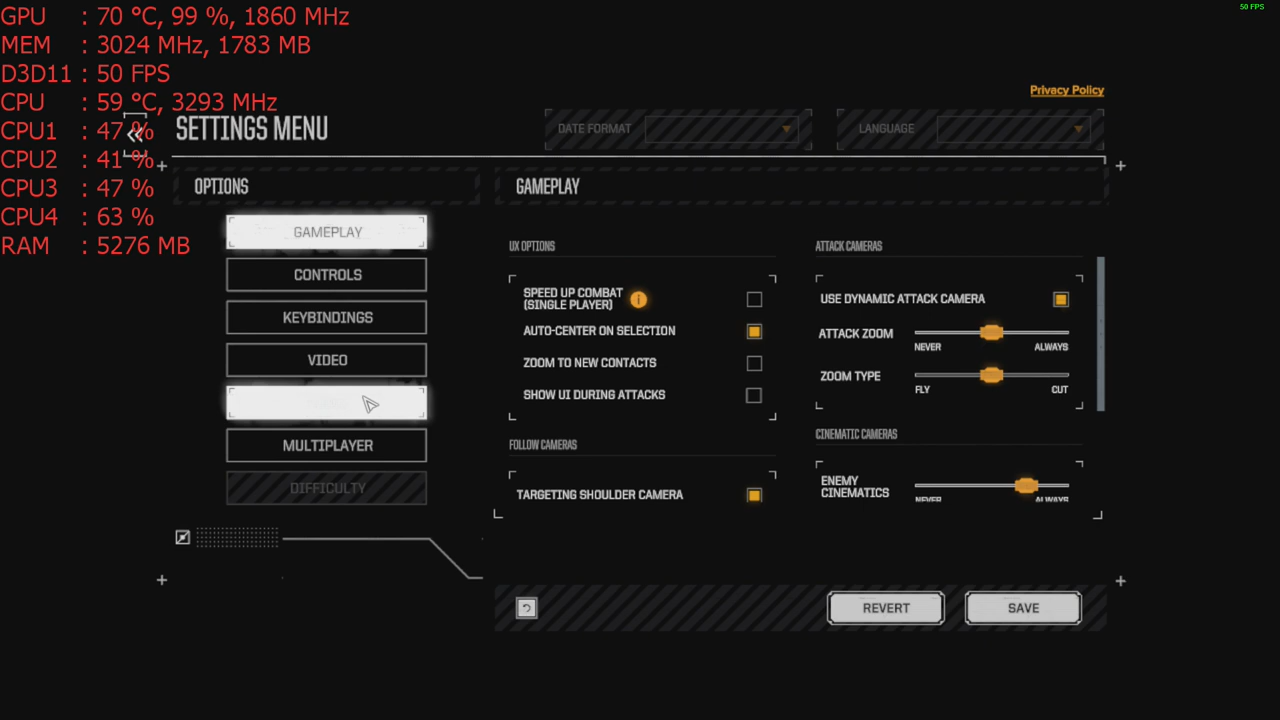 GPU : 70 °C, 99 %, 1860 MHz
MEM : 3024 MHz, 1783 MB
D3D11 : 50 FPS
CPU : 59 °C, 3293 MHz
CPU1 : 47 %
CPU2 : 41 %
CPU3 : 47 %
CPU4 : 63 %
RAM : 5276 MB
50 FPS
Privacy Policy
SETTINGS MENU
DATE FORMAT
LANGUAGE
OPTIONS
GAMEPLAY
CONTROLS
KEYBINDINGS
VIDEO
MULTIPLAYER
DIFFICULTY
GAMEPLAY
UX OPTIONS
SPEED UP COMBAT
(SINGLE PLAYER)
AUTO-CENTER ON SELECTION
ZOOM TO NEW CONTACTS
SHOW UI DURING ATTACKS
FOLLOW CAMERAS
TARGETING SHOULDER CAMERA
ATTACK CAMERAS
USE DYNAMIC ATTACK CAMERA
ATTACK ZOOM
NEVER ALWAYS
ZOOM TYPE
FLY CUT
CINEMATIC CAMERAS
ENEMY
CINEMATICS
NEVER ALWAYS
REVERT
SAVE